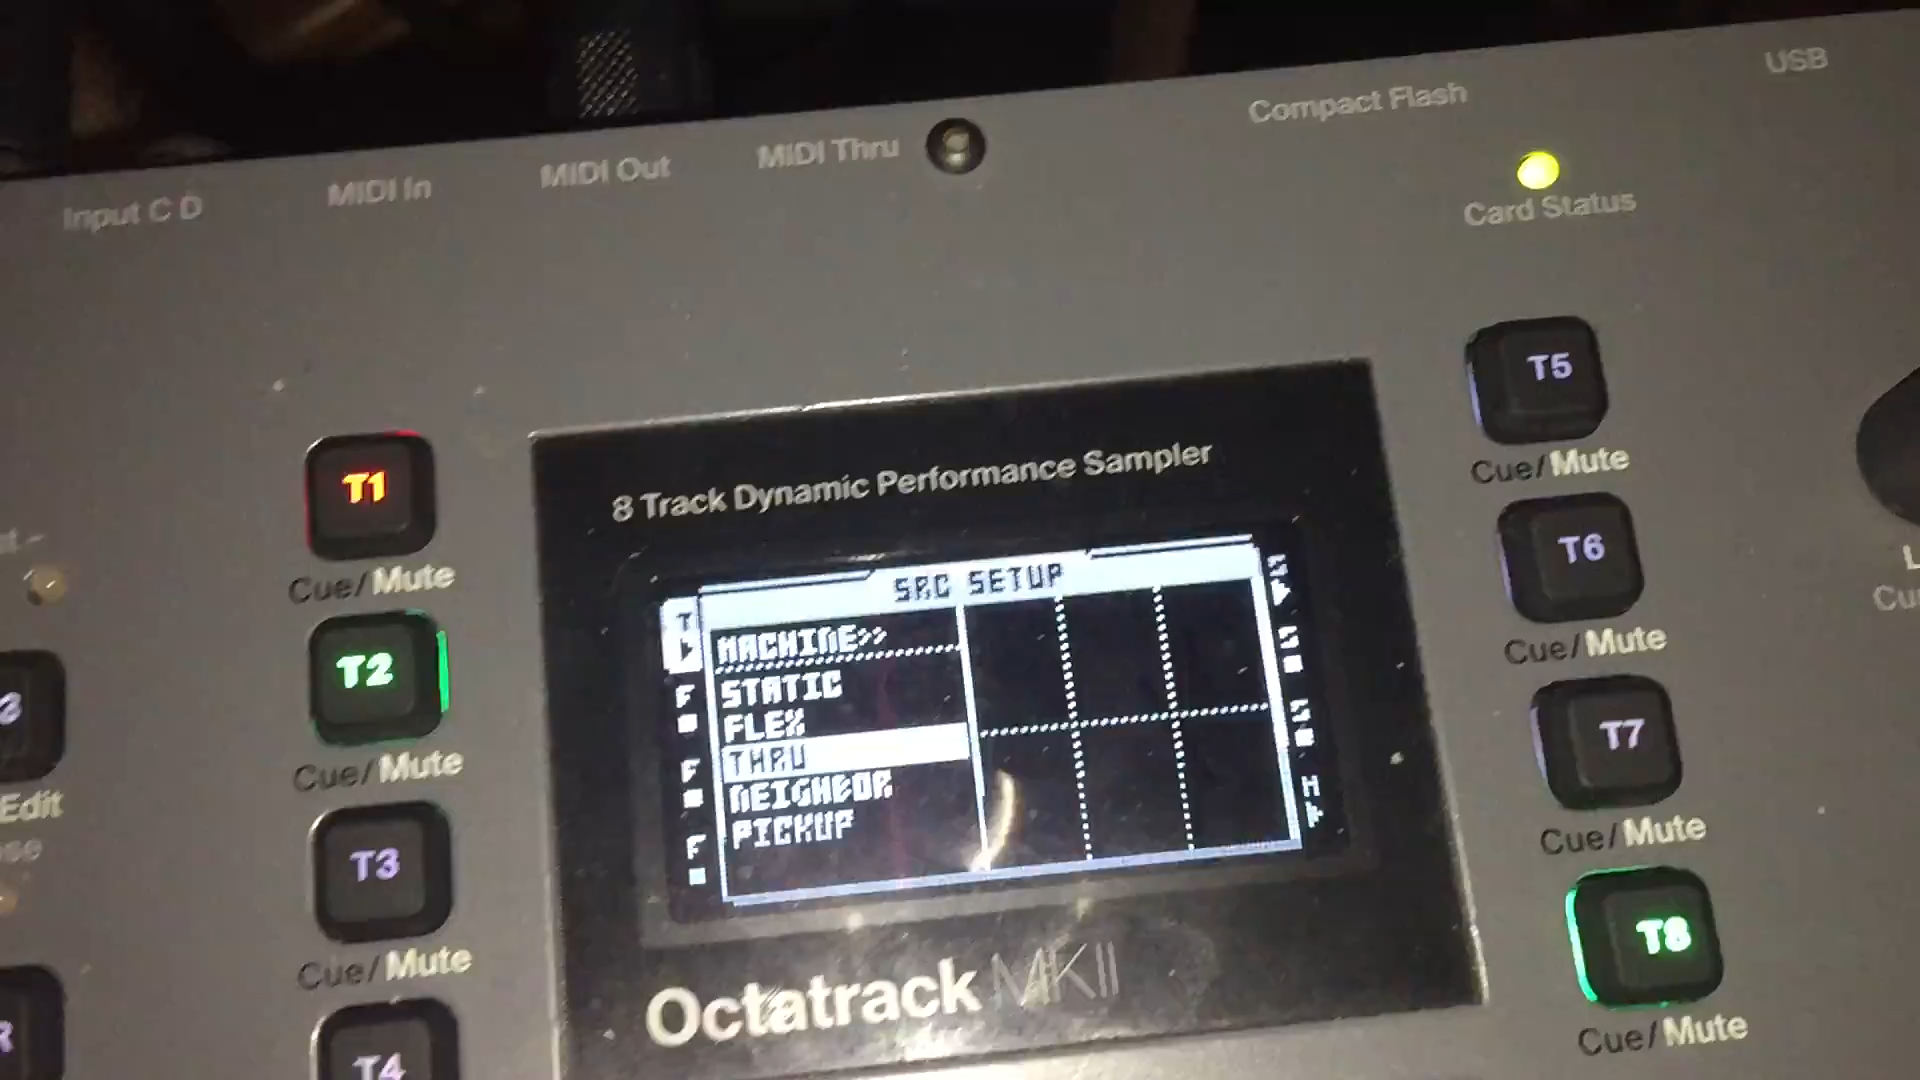 USB
Compact Flash
MIDI Thru
MIDI Out
MIDI In
Input C D
Card Status
T5
Cue/Mute
T1
Cue/Mute
8 Track Dynamic Performance Sampler
T6
Cue/Mute
SRC SETUP
T
MACHINE>>
STATIC
FLEX
THRU
NEIGHBOR
PICKUP
F
F
F
T2
Cue/Mute
T7
Cue/Mute
3
Edit
T3
Cue/Mute
T8
Cue/Mute
Octatrack MKII
R
T4